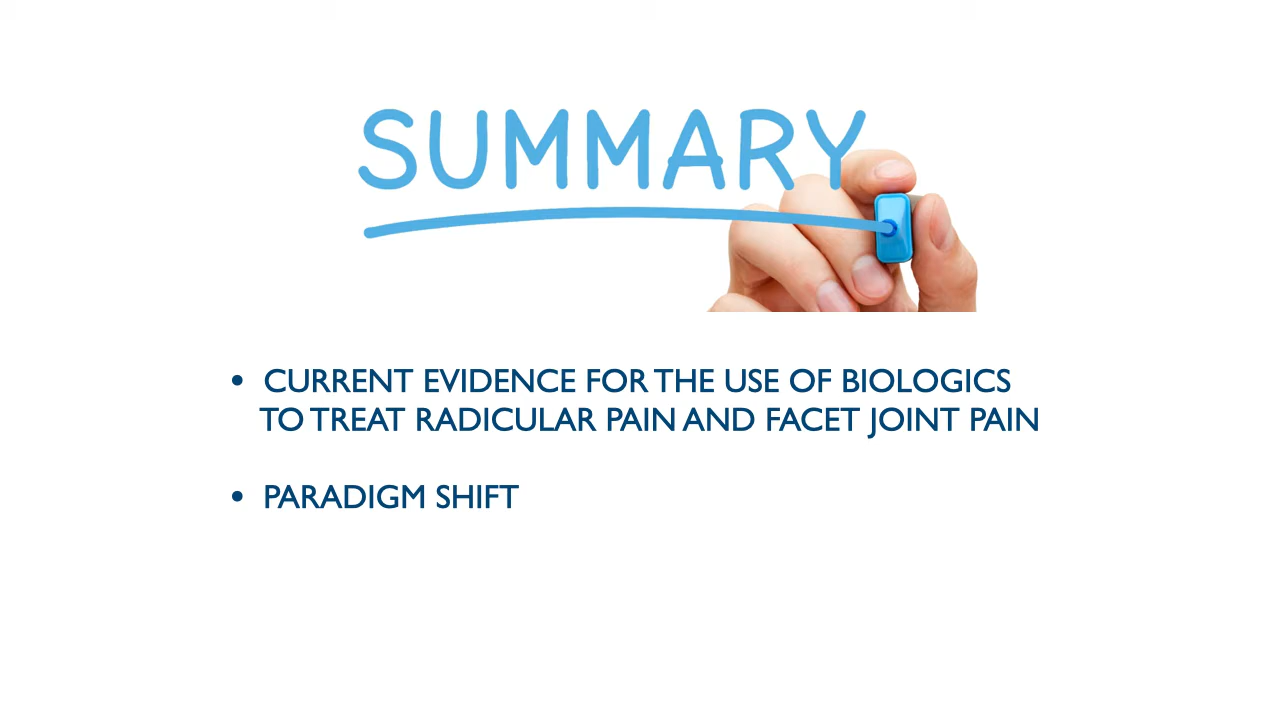 SUMMARY
• CURRENT EVIDENCE FOR THE USE OF BIOLOGICS
TO TREAT RADICULAR PAIN AND FACET JOINT PAIN
• PARADIGM SHIFT